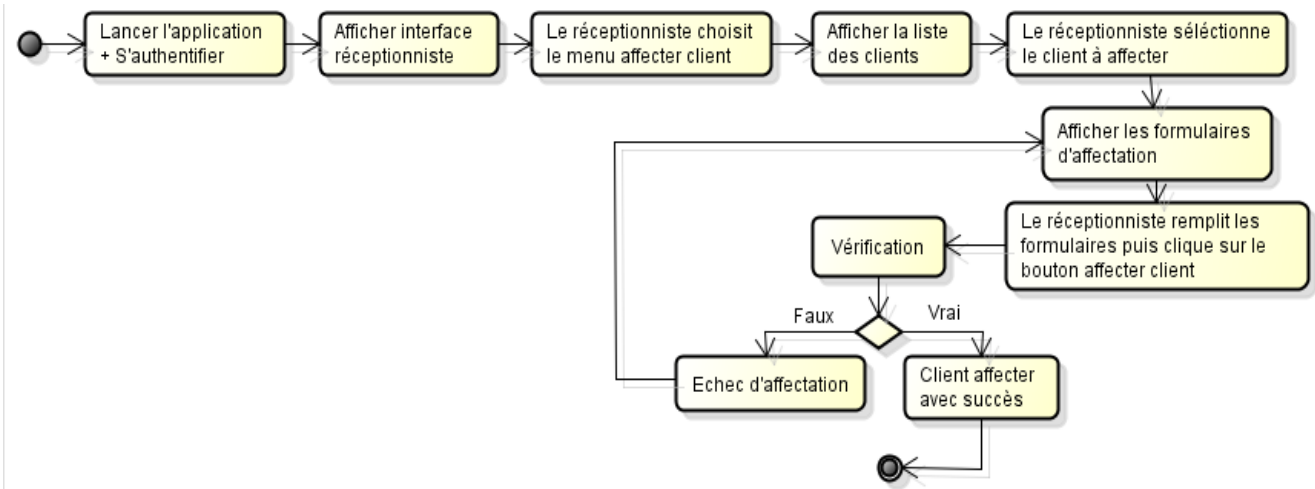 Lancer l'application
+ S'authentifier
Afficher interface
réceptionniste
Le réceptionniste choisit
le menu affecter client
Afficher la liste
des clients
Le réceptionniste séléctionne
le client à affecter
Afficher les formulaires
d'affectation
Le réceptionniste remplit les
formulaires puis clique sur le
bouton affecter client
Vérification
Faux
Vrai
Echec d'affectation
Client affecter
avec succès